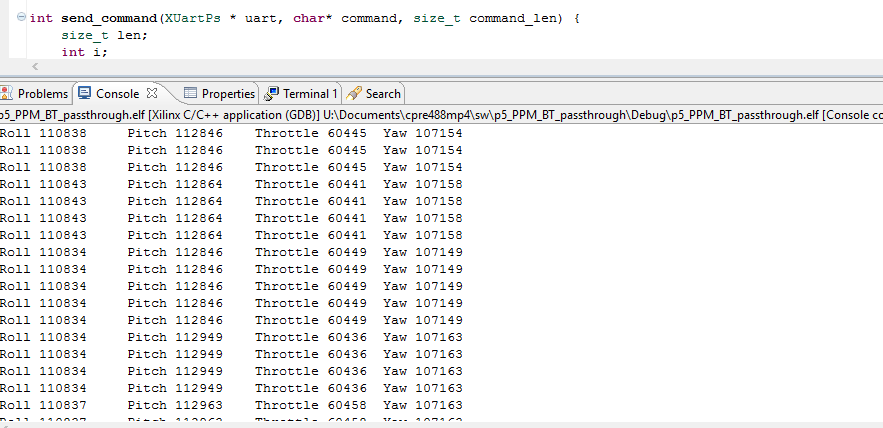 int send_command(XUartPs * uart, char* command, size_t command_len) {
size_t len;
int i;
Problems Console Properties Terminal 1 Search
p5_PPM_BT_passthrough.elf [Xilinx C/C++ application (GDB)] U:\Documents\cpre488mp4\sw\p5_PPM_BT_passthrough\Debug\p5_PPM_BT_passthrough.elf [Console co
Roll 110838 Pitch 112846 Throttle 60445 Yaw 107154
Roll 110838 Pitch 112846 Throttle 60445 Yaw 107154
Roll 110838 Pitch 112846 Throttle 60445 Yaw 107154
Roll 110843 Pitch 112864 Throttle 60441 Yaw 107158
Roll 110843 Pitch 112864 Throttle 60441 Yaw 107158
Roll 110843 Pitch 112864 Throttle 60441 Yaw 107158
Roll 110843 Pitch 112864 Throttle 60441 Yaw 107158
Roll 110834 Pitch 112846 Throttle 60449 Yaw 107149
Roll 110834 Pitch 112846 Throttle 60449 Yaw 107149
Roll 110834 Pitch 112846 Throttle 60449 Yaw 107149
Roll 110834 Pitch 112846 Throttle 60449 Yaw 107149
Roll 110834 Pitch 112846 Throttle 60449 Yaw 107149
Roll 110834 Pitch 112949 Throttle 60436 Yaw 107163
Roll 110834 Pitch 112949 Throttle 60436 Yaw 107163
Roll 110834 Pitch 112949 Throttle 60436 Yaw 107163
Roll 110834 Pitch 112949 Throttle 60436 Yaw 107163
Roll 110837 Pitch 112963 Throttle 60458 Yaw 107163